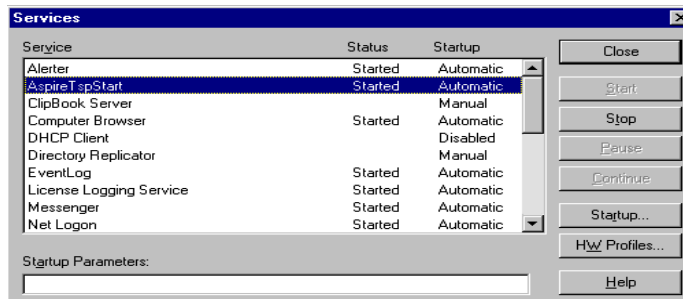 Services
Service Status Startup
Alerter Started Automatic
AspireTspStart Started Automatic
ClipBook Server Manual
Computer Browser Started Automatic
DHCP Client Disabled
Directory Replicator Manual
EventLog Started Automatic
License Logging Service Started Automatic
Messenger Started Automatic
Net Logon Started Automatic
Startup Parameters:
Close
Start
Stop
Pause
Continue
Startup...
HW Profiles...
Help